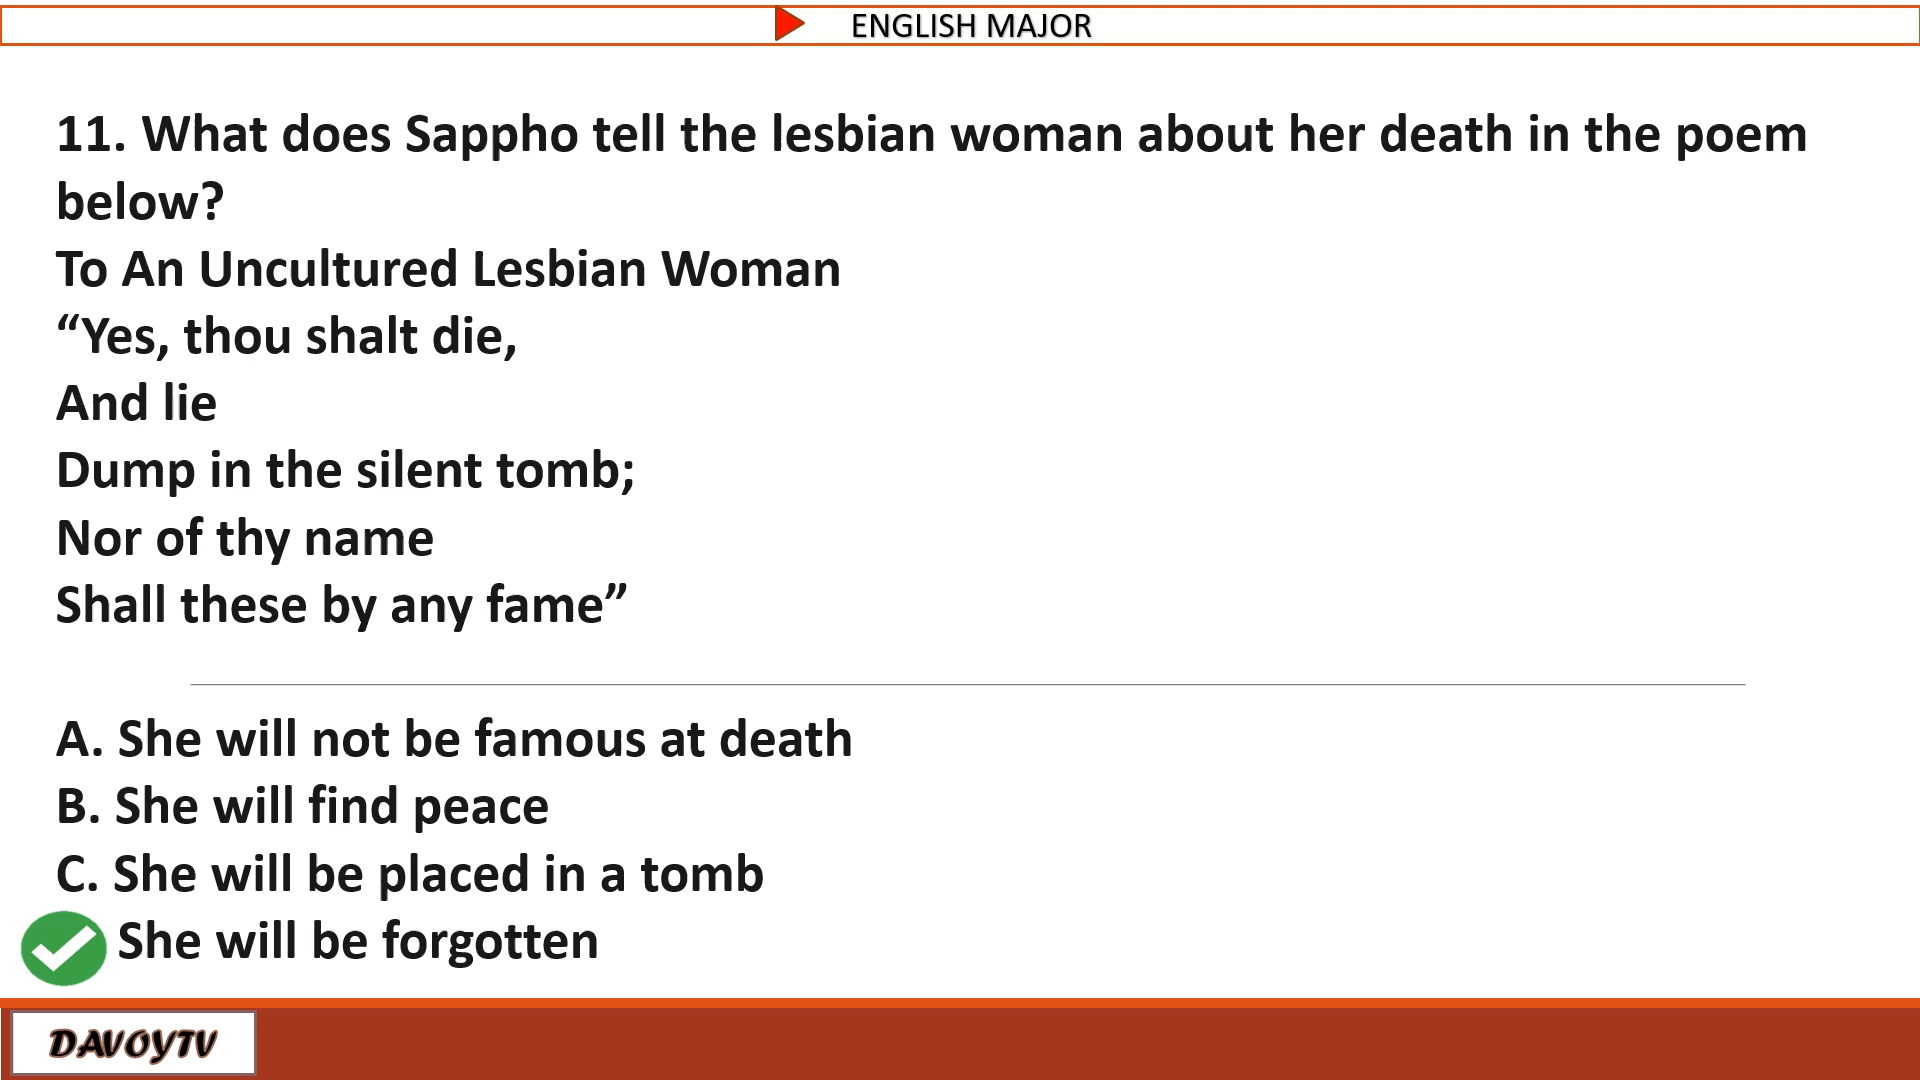 ENGLISH MAJOR
11. What does Sappho tell the lesbian woman about her death in the poem
below?
To An Uncultured Lesbian Woman
“Yes, thou shalt die,
And lie
Dump in the silent tomb;
Nor of thy name
Shall these by any fame”
A. She will not be famous at death
B. She will find peace
C. She will be placed in a tomb
She will be forgotten
DAVOYTV